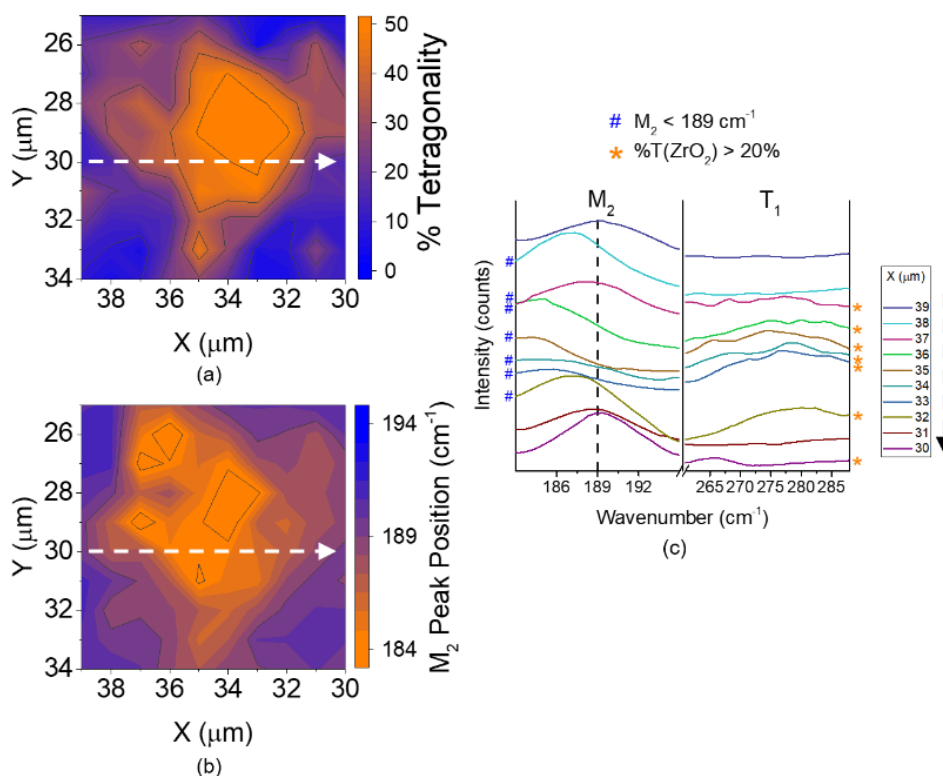 50
40
30
20
10
0
% Tetragonality
26
28
30
32
34
Y (μm)
38 36 34 32 30
X (μm)
(a)
194
189
184
M₂ Peak Position (cm⁻¹)
26
28
30
32
34
Y (μm)
38 36 34 32 30
X (μm)
(b)
# M₂ < 189 cm⁻¹
* %T(ZrO₂) > 20%
M₂ T₁
Intensity (counts)
#
#
#
#
#
#
#
*
*
*
*
*
*
*
186 189 192 265 270 275 280 285
Wavenumber (cm⁻¹)
(c)
X (μm)
39
38
37
36
35
34
33
32
31
30